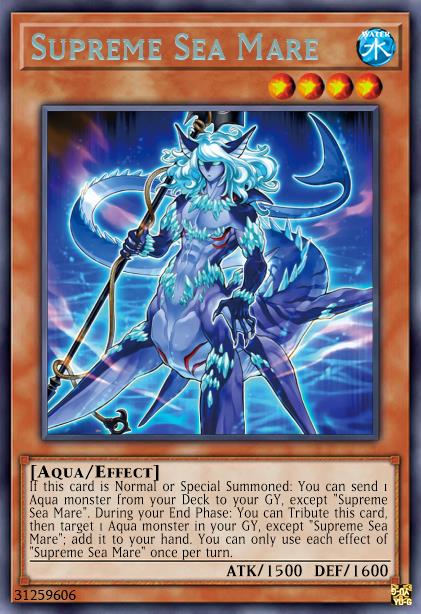 Supreme Sea Mare
WATER
水
[Aqua/Effect]
If this card is Normal or Special Summoned: You can send 1
Aqua monster from your Deck to your GY, except "Supreme
Sea Mare". During your End Phase: You can Tribute this card,
then target 1 Aqua monster in your GY, except "Supreme Sea
Mare"; add it to your hand. You can only use each effect of
"Supreme Sea Mare" once per turn.
ATK/1500 DEF/1600
31259606